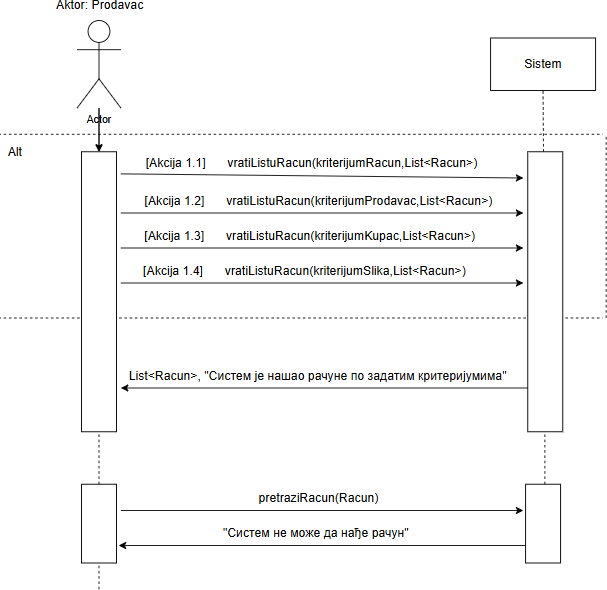 Aktor: Prodavac
Sistem
Actor
Alt
[Akcija 1.1] vratiListuRacun(kriterijumRacun,List<Racun>)
[Akcija 1.2] vratiListuRacun(kriterijumProdavac,List<Racun>)
[Akcija 1.3] vratiListuRacun(kriterijumKupac,List<Racun>)
[Akcija 1.4] vratiListuRacun(kriterijumSlika,List<Racun>)
List<Racun>, "Систем је нашао рачуне по задатим критеријумима"
pretraziRacun(Racun)
"Систем не може да нађе рачун"